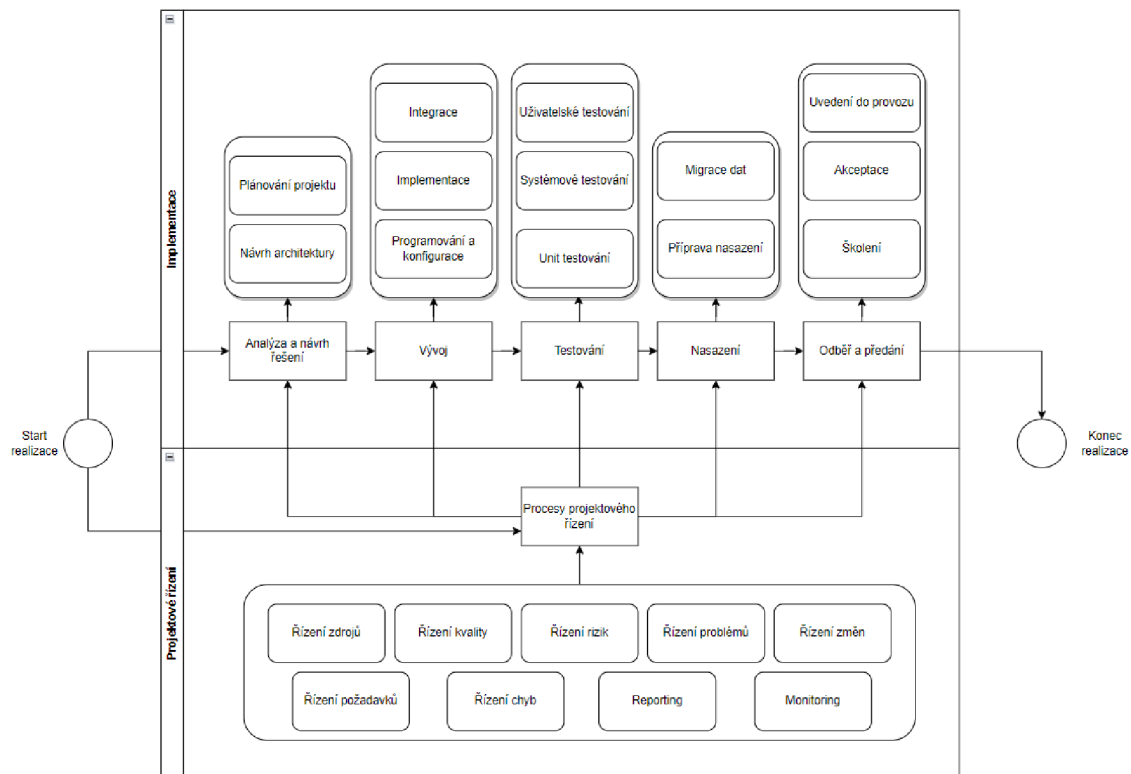 Implementace
Integrace
Uživatelské testování
Uvedení do provozu
Plánování projektu
Implementace
Systémové testování
Migrace dat
Akceptace
Návrh architektury
Programování a
konfigurace
Unit testování
Příprava nasazení
Školení
Analýza a návrh
řešení
Vývoj
Testování
Nasazení
Odběř a předání
Start
realizace
Konec
realizace
Projektové řízení
Procesy projektového
řízení
Řízení zdrojů
Řízení kvality
Řízení rizik
Řízení problémů
Řízení změn
Řízení požadavků
Řízení chyb
Reporting
Monitoring